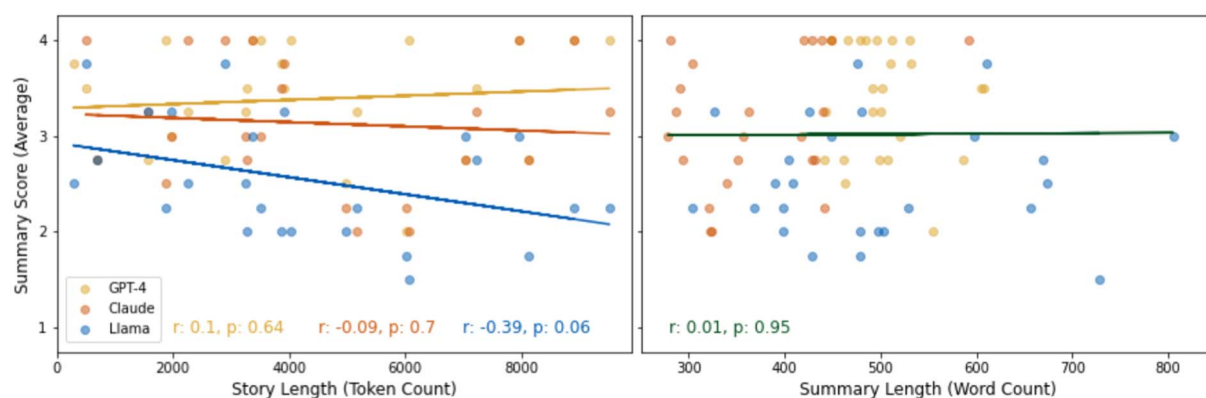 Summary Score (Average)
4
3
2
1
GPT-4
Claude
Llama
r: 0.1, p: 0.64
r: -0.09, p: 0.7
r: -0.39, p: 0.06
0
2000
4000
6000
8000
Story Length (Token Count)
r: 0.01, p: 0.95
300
400
500
600
700
800
Summary Length (Word Count)